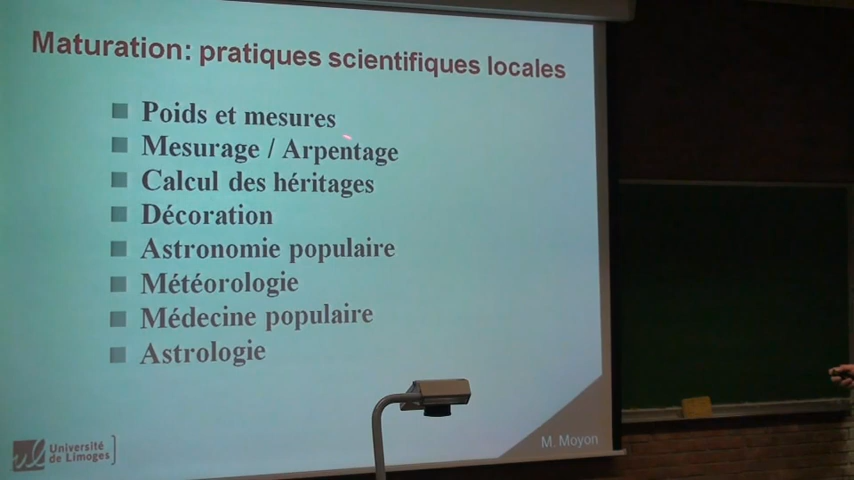 Maturation: pratiques scientifiques locales
Poids et mesures
Mesurage / Arpentage
Calcul des héritages
Décoration
Astronomie populaire
Météorologie
Médecine populaire
Astrologie
Université
de Limoges
M. Moyon